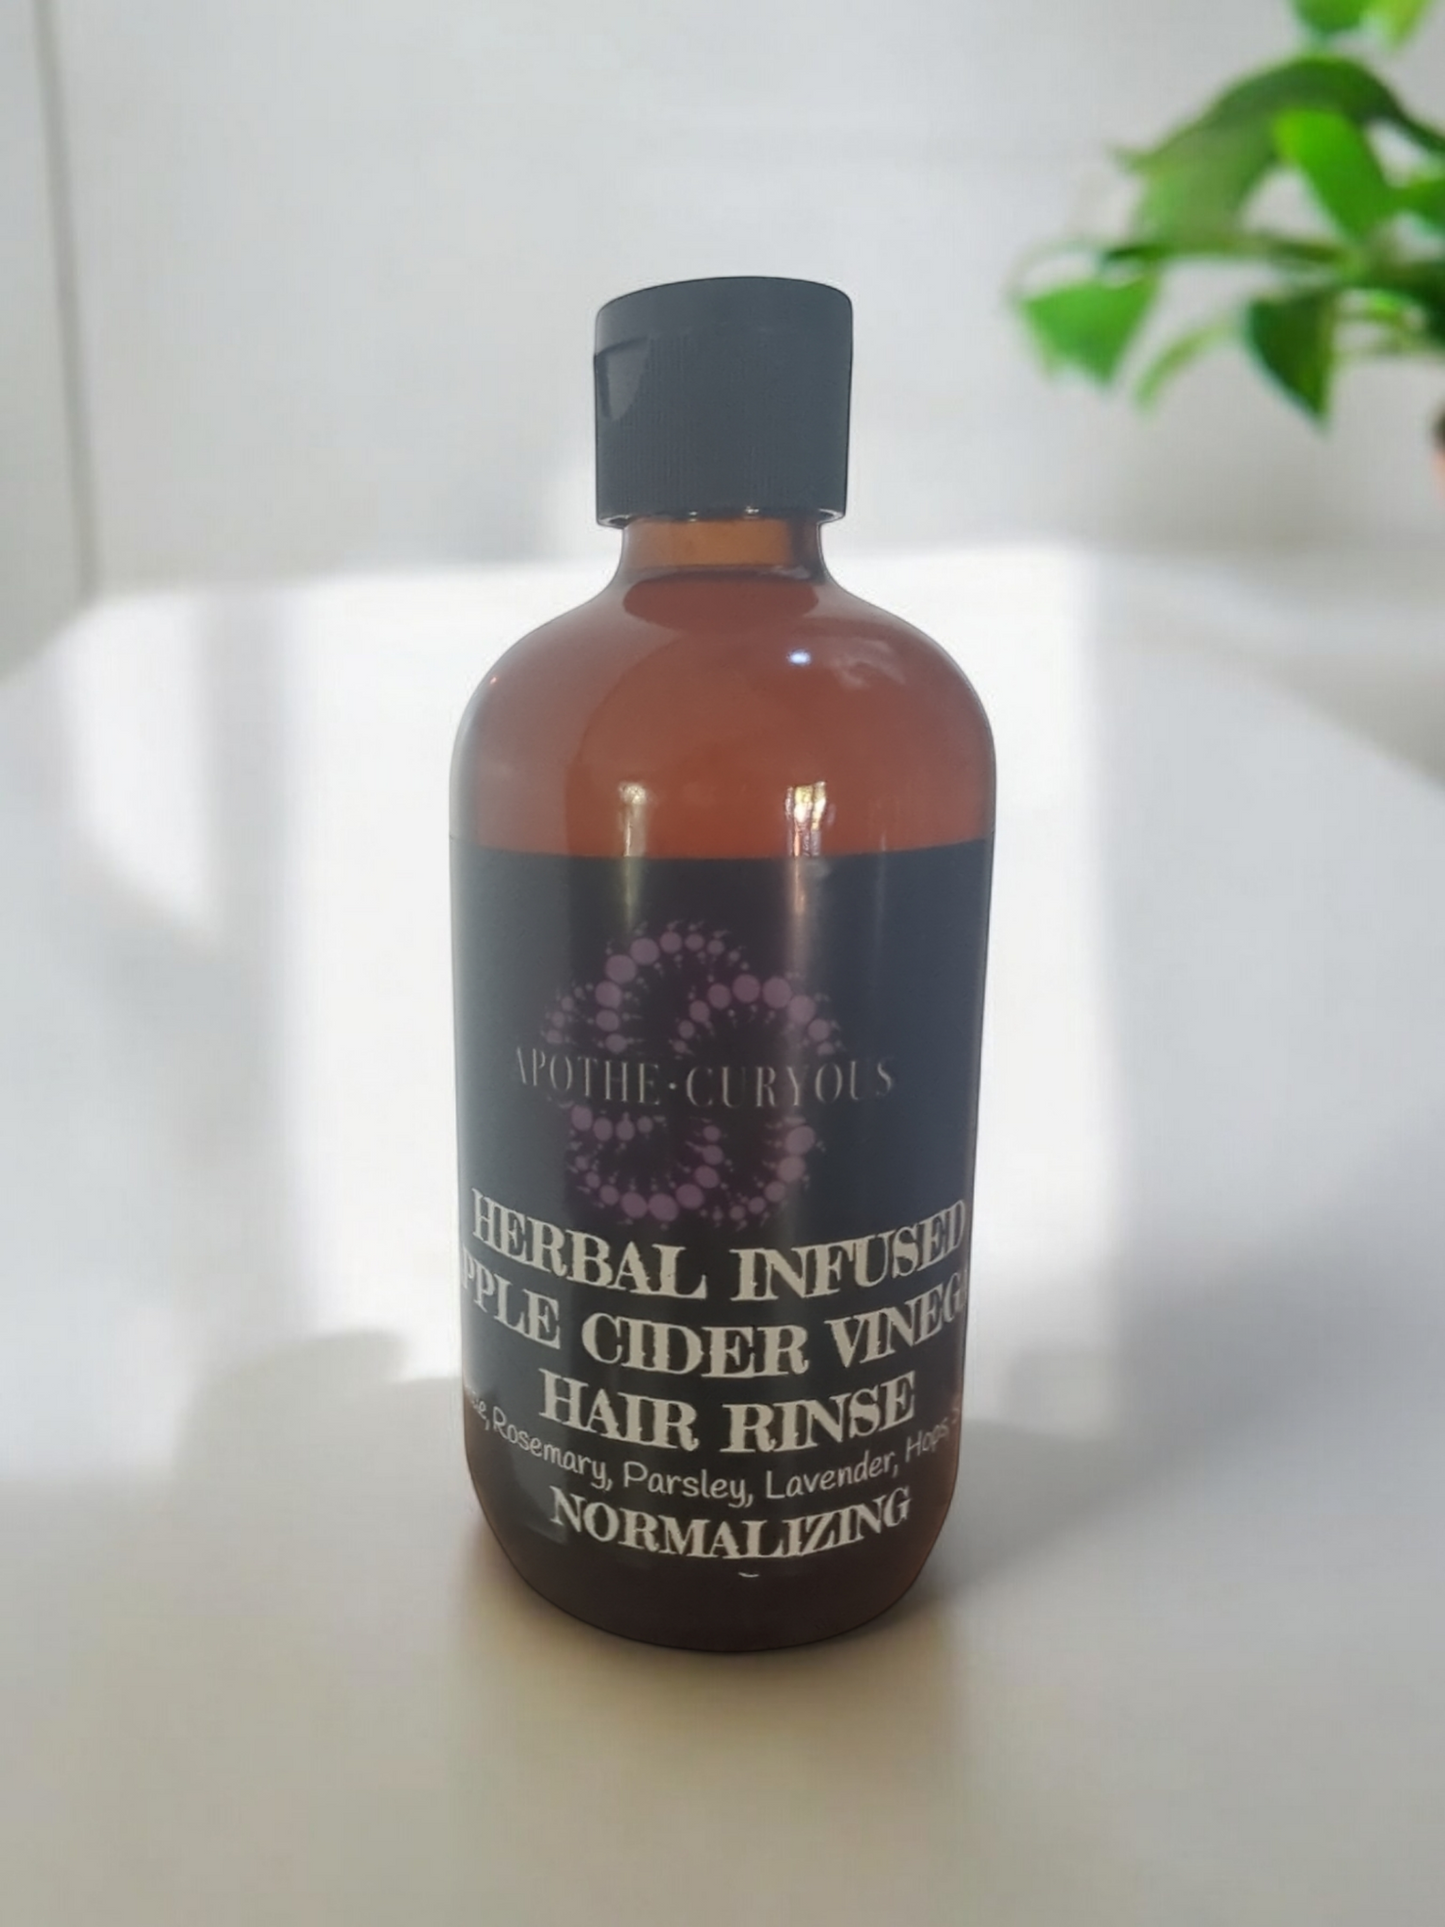 APOTHE·CURYOUS
HERBAL INFUSED
PPLE CIDER VINEG
HAIR RINSE
Rosemary, Parsley, Lavender, Hops,
NORMALIZING